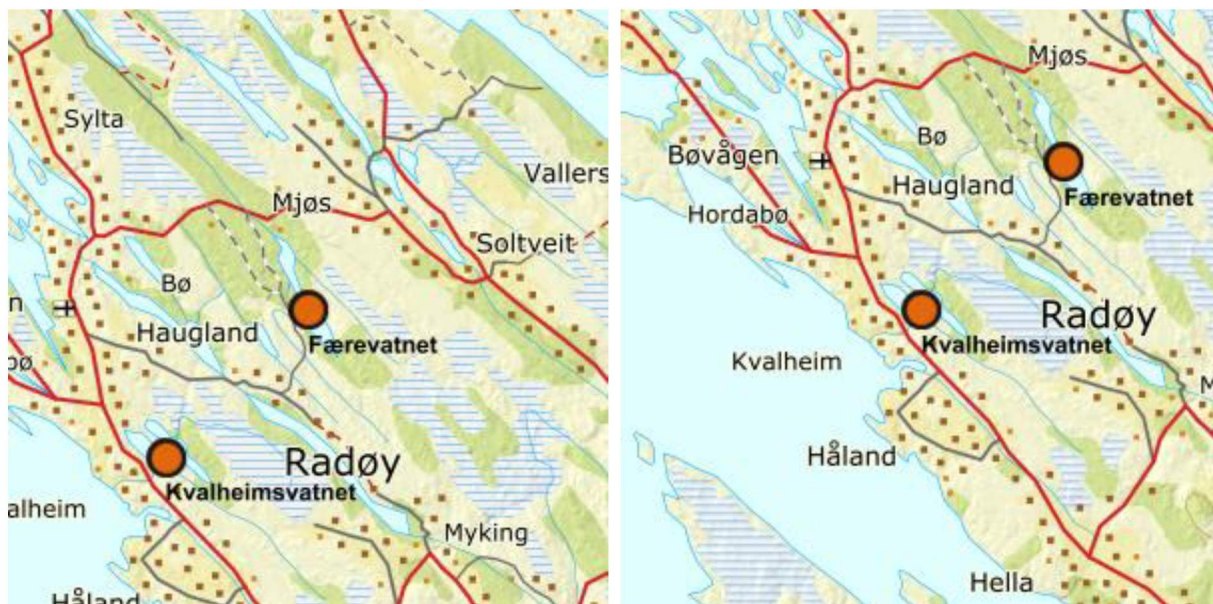 Sylta
Vallers
Mjøs
Soltveit
Bø
n
Haugland
Færevatnet
bø
Radøy
Kvalheimsvatnet
alheim
Myking
Håland
Mjøs
Bø
Bøvågen
Haugland
Færevatnet
Hordabø
Radøy
Kvalheimsvatnet
Kvalheim
M
Håland
Hella